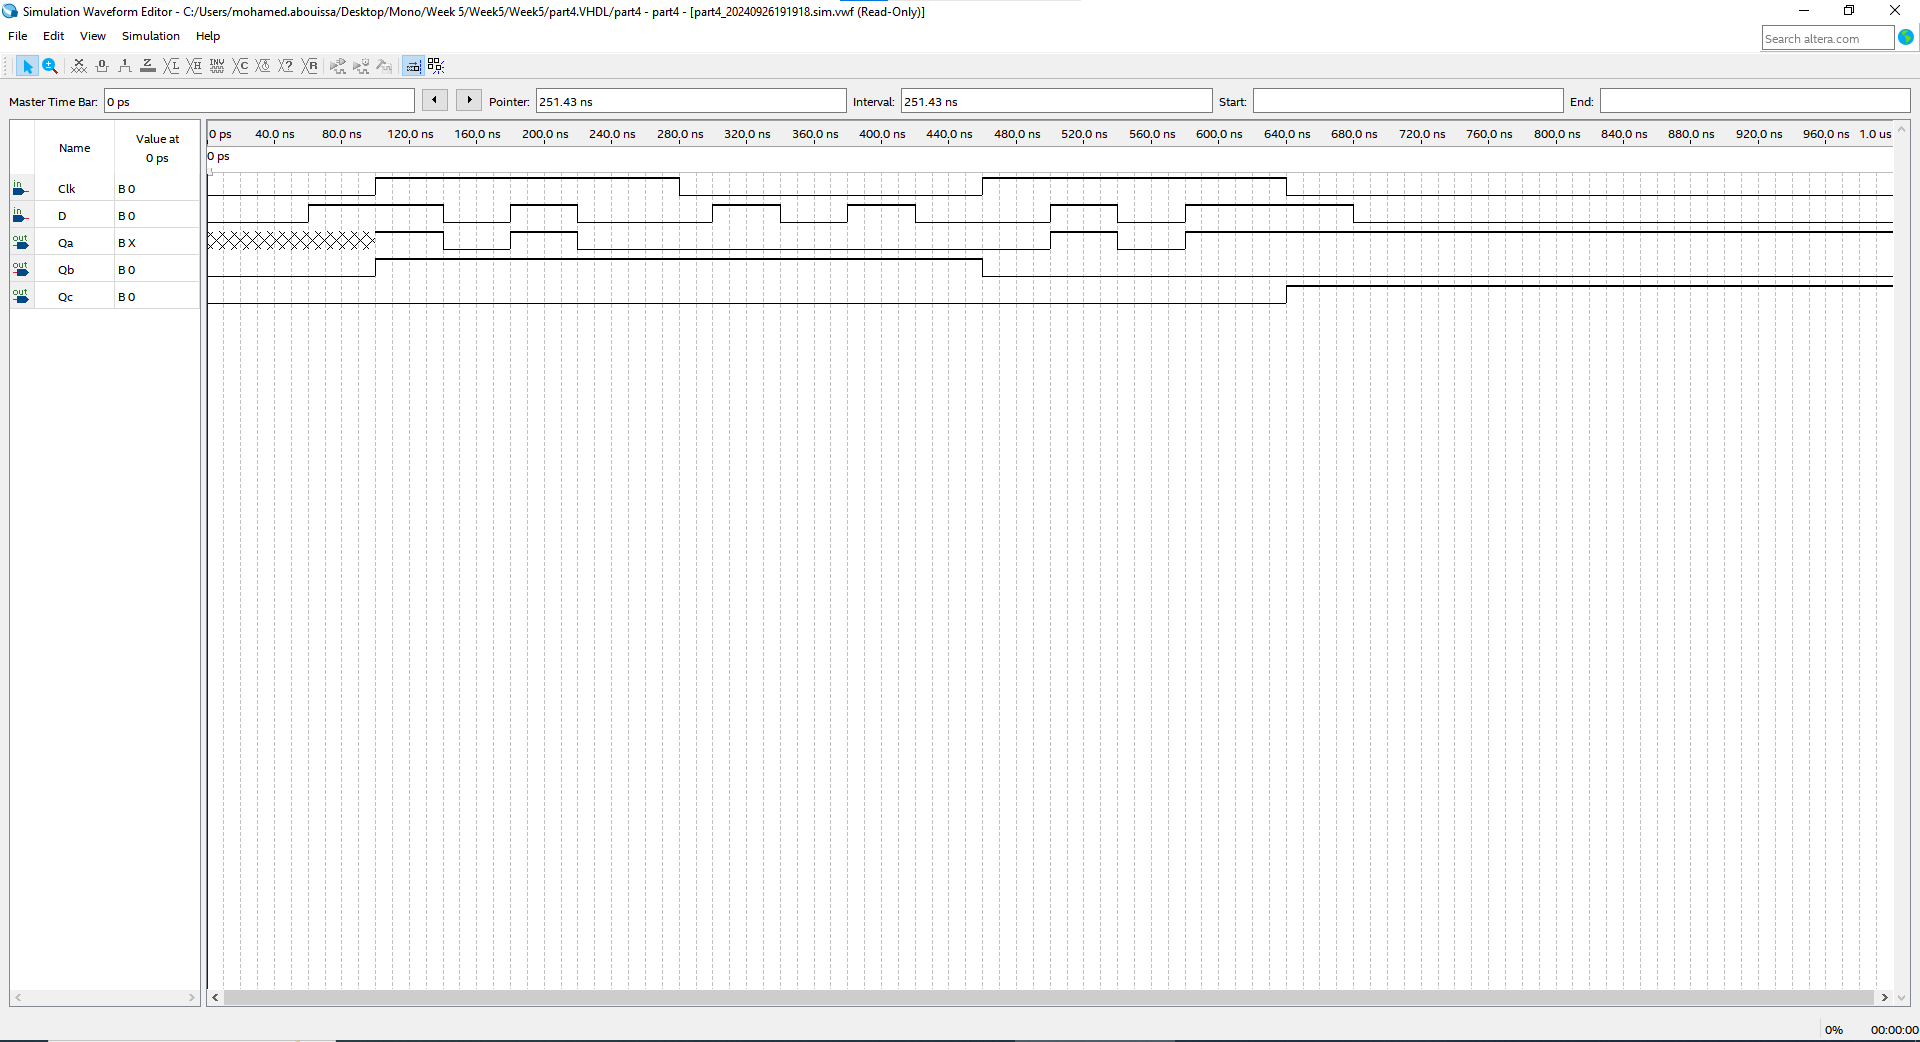 Simulation Waveform Editor - C:/Users/mohamed.abouissa/Desktop/Mono/Week 5/Week5/Week5/part4.VHDL/part4 - part4 - [part4_20240926191918.sim.vwf (Read-Only)]
File Edit View Simulation Help
Search altera.com
Master Time Bar: 0 ps Pointer: 251.43 ns Interval: 251.43 ns Start: End:
Name Value at 0 ps
0 ps 40.0 ns 80.0 ns 120.0 ns 160.0 ns 200.0 ns 240.0 ns 280.0 ns 320.0 ns 360.0 ns 400.0 ns 440.0 ns 480.0 ns 520.0 ns 560.0 ns 600.0 ns 640.0 ns 680.0 ns 720.0 ns 760.0 ns 800.0 ns 840.0 ns 880.0 ns 920.0 ns 960.0 ns 1.0 us
0 ps
in Clk B 0
in D B 0
out Qa B X
out Qb B 0
out Qc B 0
0% 00:00:00